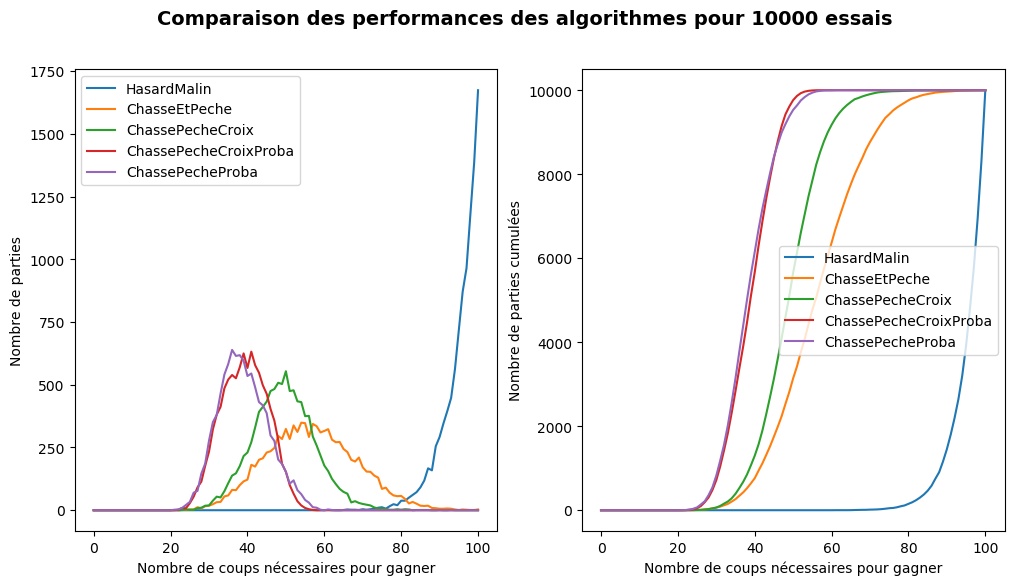 Comparaison des performances des algorithmes pour 10000 essais
Nombre de parties
1750
1500
1250
1000
750
500
250
0
HasardMalin
ChasseEtPeche
ChassePecheCroix
ChassePecheCroixProba
ChassePecheProba
0 20 40 60 80 100
Nombre de coups nécessaires pour gagner
Nombre de parties cumulées
10000
8000
6000
4000
2000
0
HasardMalin
ChasseEtPeche
ChassePecheCroix
ChassePecheCroixProba
ChassePecheProba
0 20 40 60 80 100
Nombre de coups nécessaires pour gagner